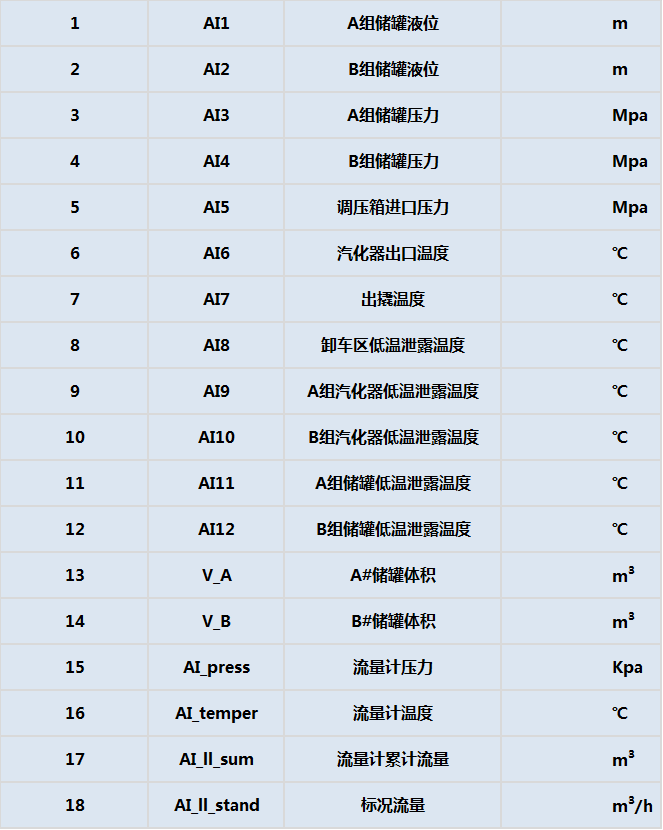 1 AI1 A组储罐液位 m
2 AI2 B组储罐液位 m
3 AI3 A组储罐压力 Mpa
4 AI4 B组储罐压力 Mpa
5 AI5 调压箱进口压力 Mpa
6 AI6 汽化器出口温度 ℃
7 AI7 出撬温度 ℃
8 AI8 卸车区低温泄露温度 ℃
9 AI9 A组汽化器低温泄露温度 ℃
10 AI10 B组汽化器低温泄露温度 ℃
11 AI11 A组储罐低温泄露温度 ℃
12 AI12 B组储罐低温泄露温度 ℃
13 V_A A#储罐体积 m³
14 V_B B#储罐体积 m³
15 AI_press 流量计压力 Kpa
16 AI_temper 流量计温度 ℃
17 AI_ll_sum 流量计累计流量 m³
18 AI_ll_stand 标况流量 m³/h